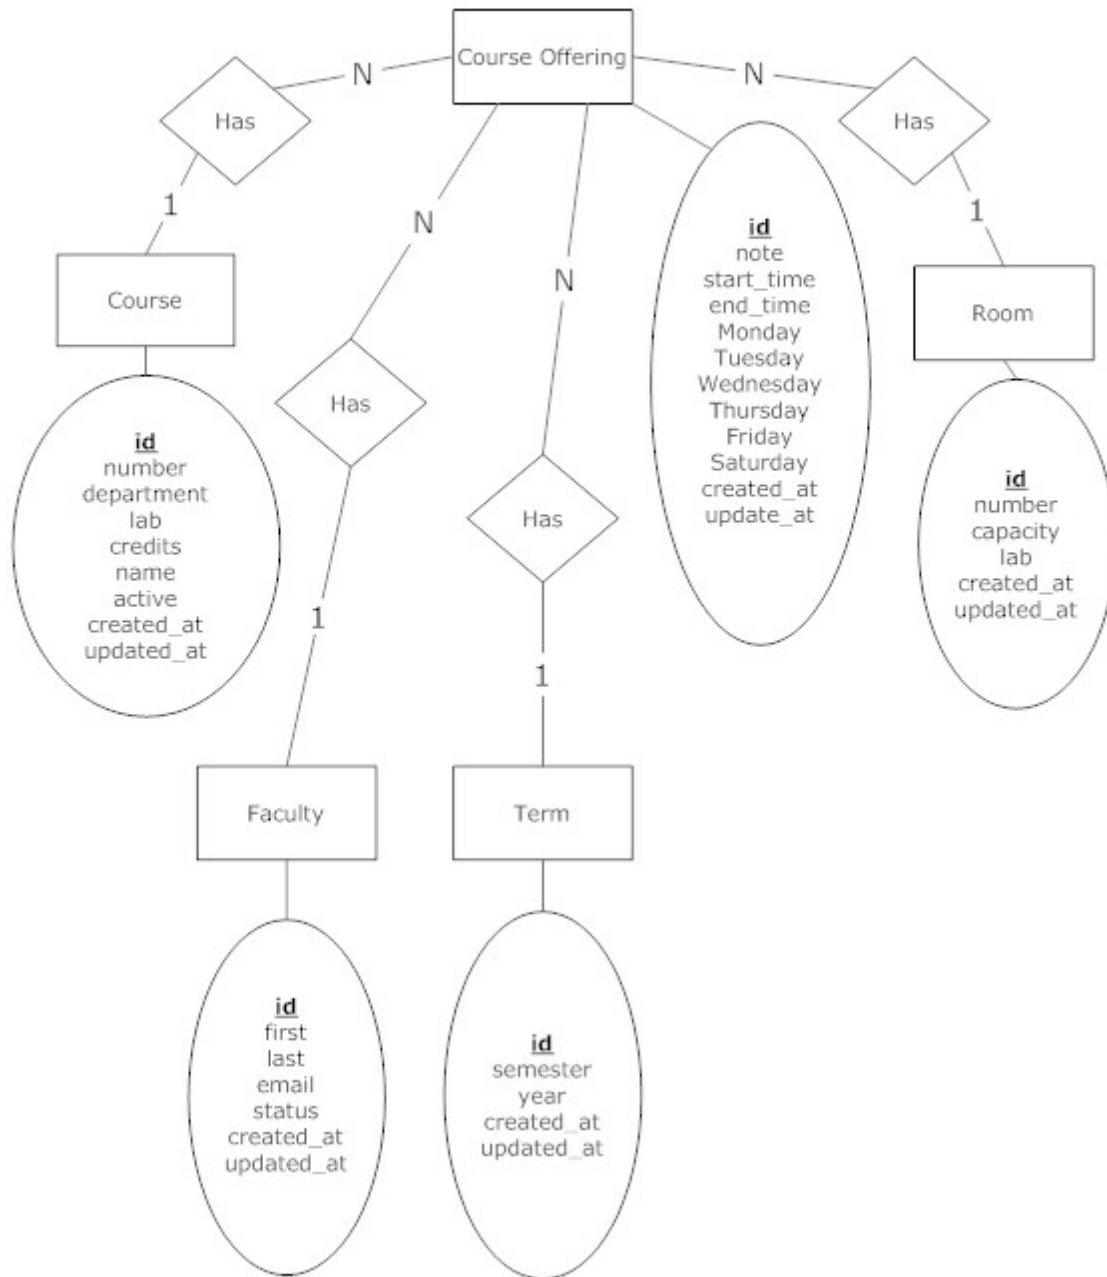 Course Offering
N
N
Has
Has
1
1
N
N
Course
Room
id
note
start_time
end_time
Monday
Tuesday
Wednesday
Thursday
Friday
Saturday
created_at
update_at
Has
Has
id
number
department
lab
credits
name
active
created_at
updated_at
id
number
capacity
lab
created_at
updated_at
1
1
Faculty
Term
id
first
last
email
status
created_at
updated_at
id
semester
year
created_at
updated_at